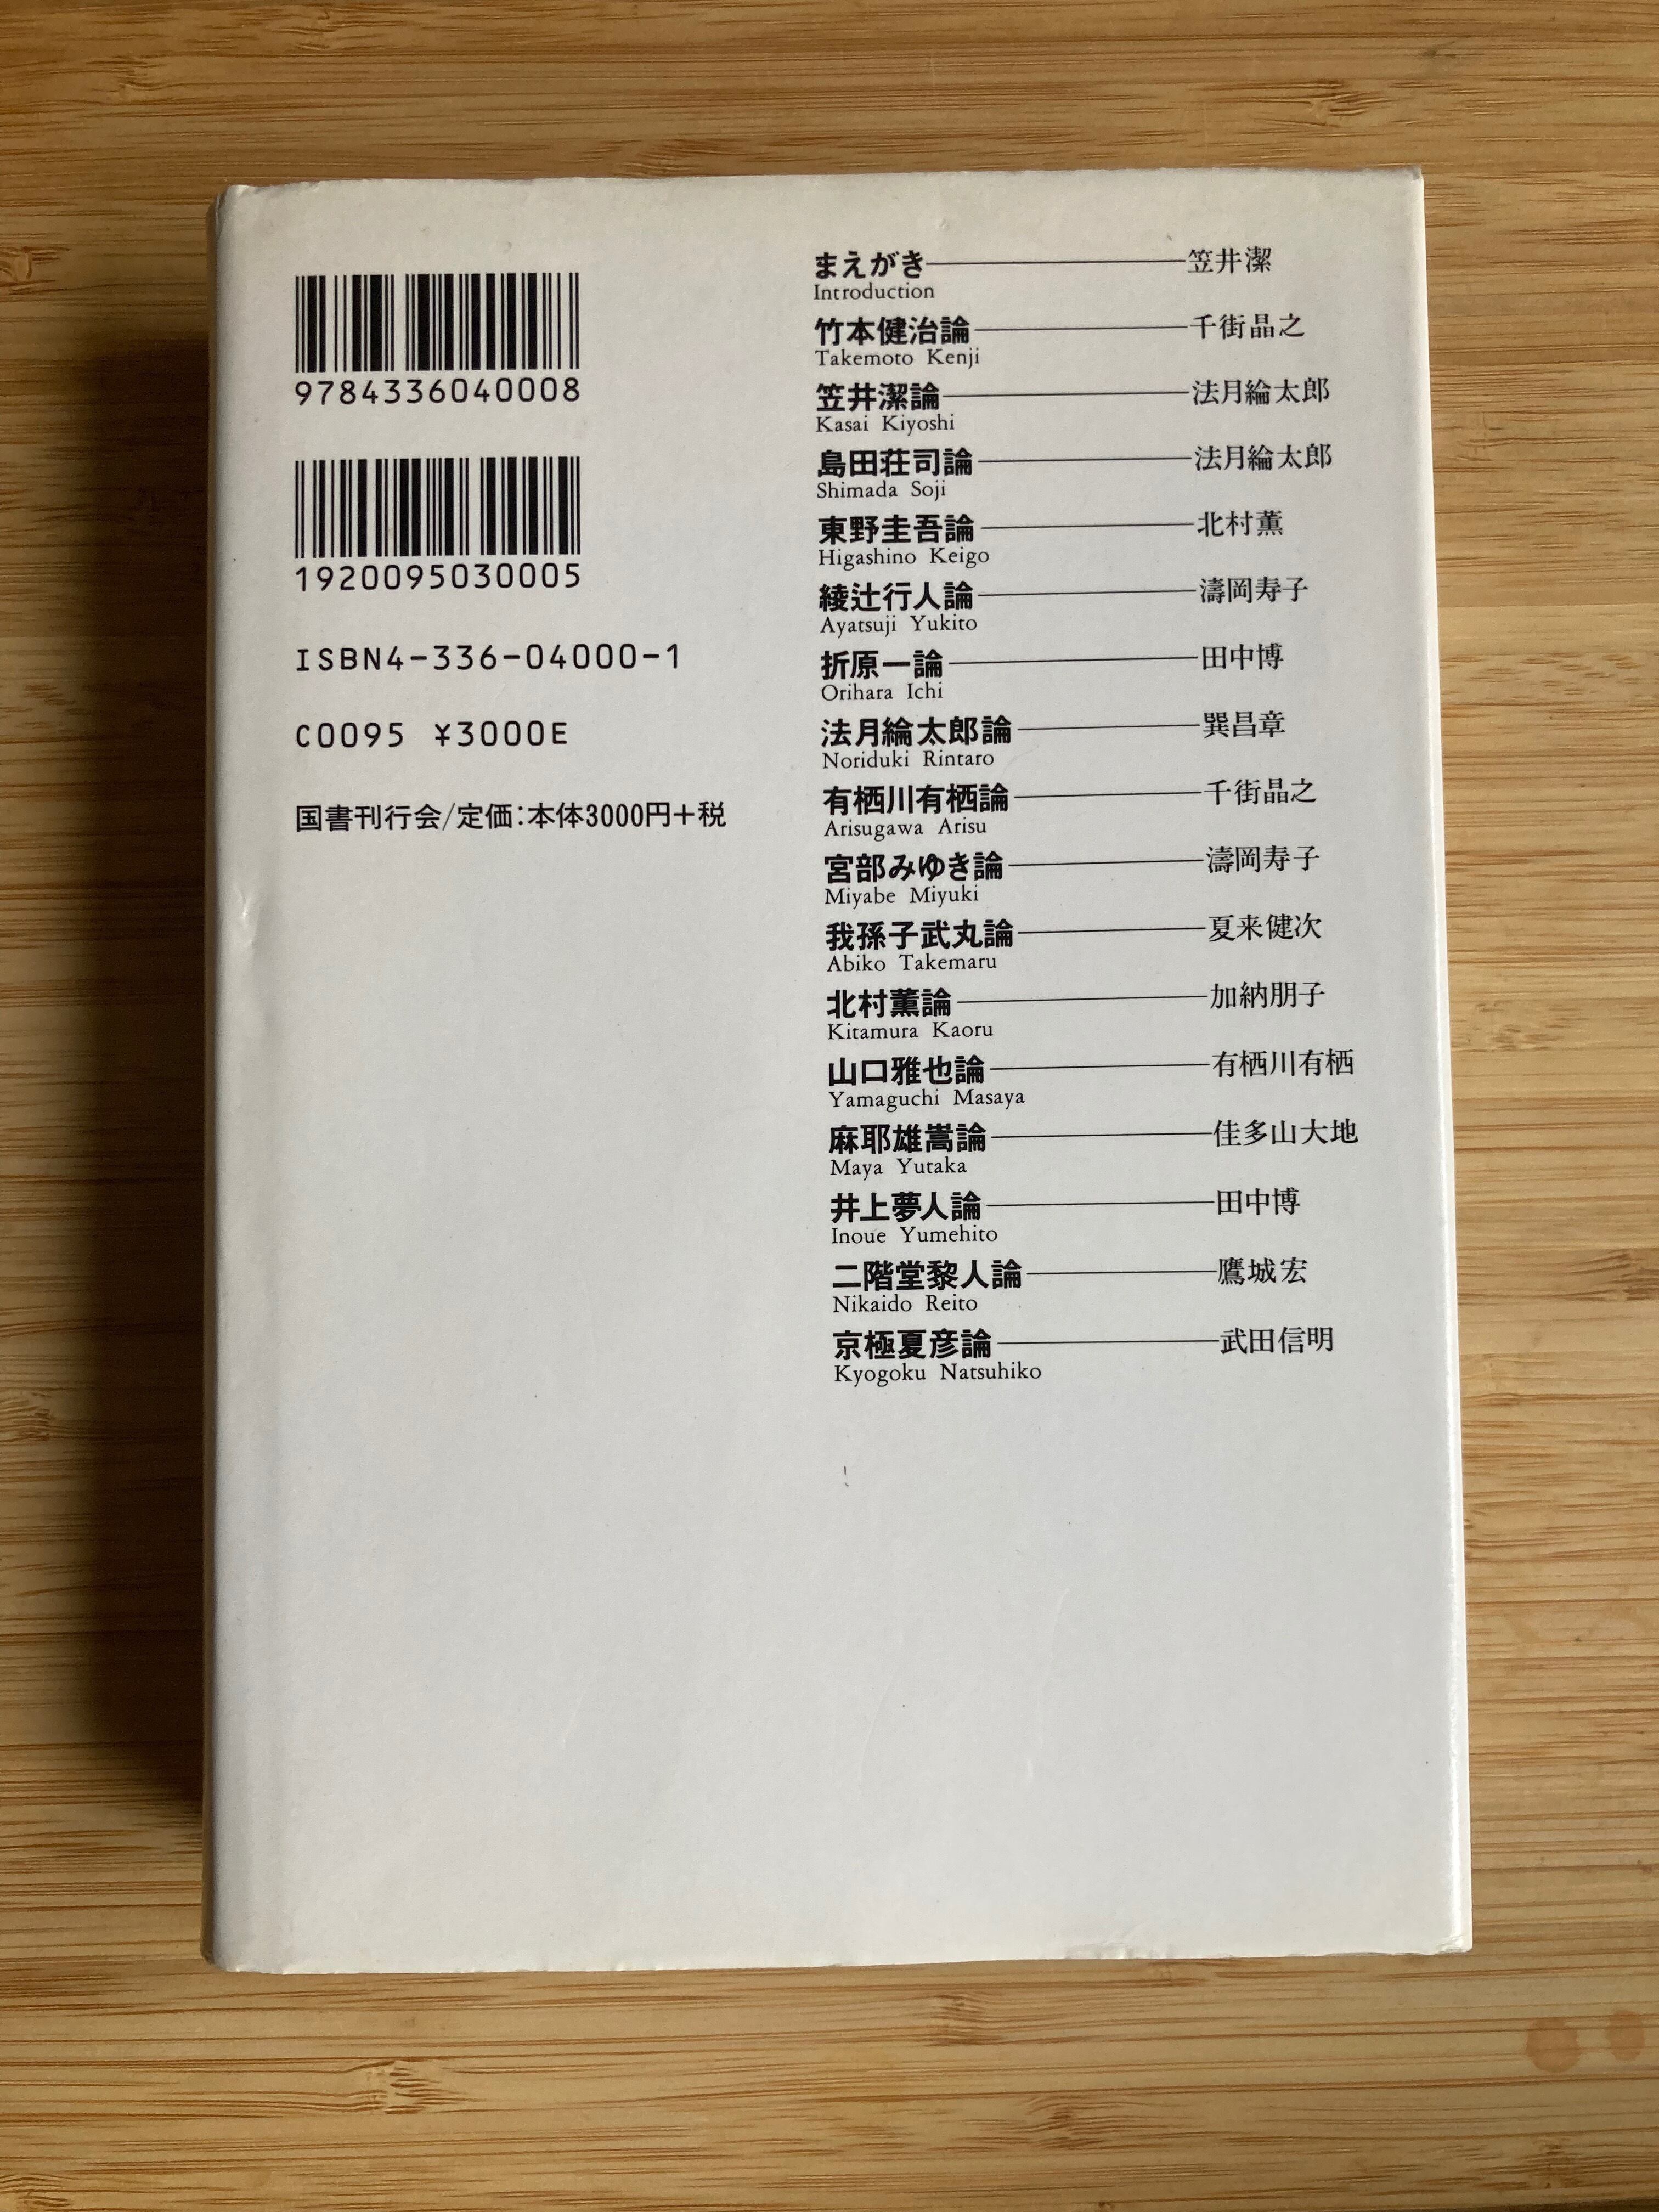 9784336040008
1920095030005
ISBN4-336-04000-1
C0095 ¥3000E
国書刊行会/定価:本体3000円+税
まえがき――笠井潔
Introduction
竹本健治論――千街晶之
Takemoto Kenji
笠井潔論――法月綸太郎
Kasai Kiyoshi
島田荘司論――法月綸太郎
Shimada Soji
東野圭吾論――北村薫
Higashino Keigo
綾辻行人論――濤岡寿子
Ayatsuji Yukito
折原一論――田中博
Orihara Ichi
法月綸太郎論――巽昌章
Noriduki Rintaro
有栖川有栖論――千街晶之
Arisugawa Arisu
宮部みゆき論――濤岡寿子
Miyabe Miyuki
我孫子武丸論――夏来健次
Abiko Takemaru
北村薫論――加納朋子
Kitamura Kaoru
山口雅也論――有栖川有栖
Yamaguchi Masaya
麻耶雄嵩論――佳多山大地
Maya Yutaka
井上夢人論――田中博
Inoue Yumehito
二階堂黎人論――鷹城宏
Nikaido Reito
京極夏彦論――武田信明
Kyogoku Natsuhiko